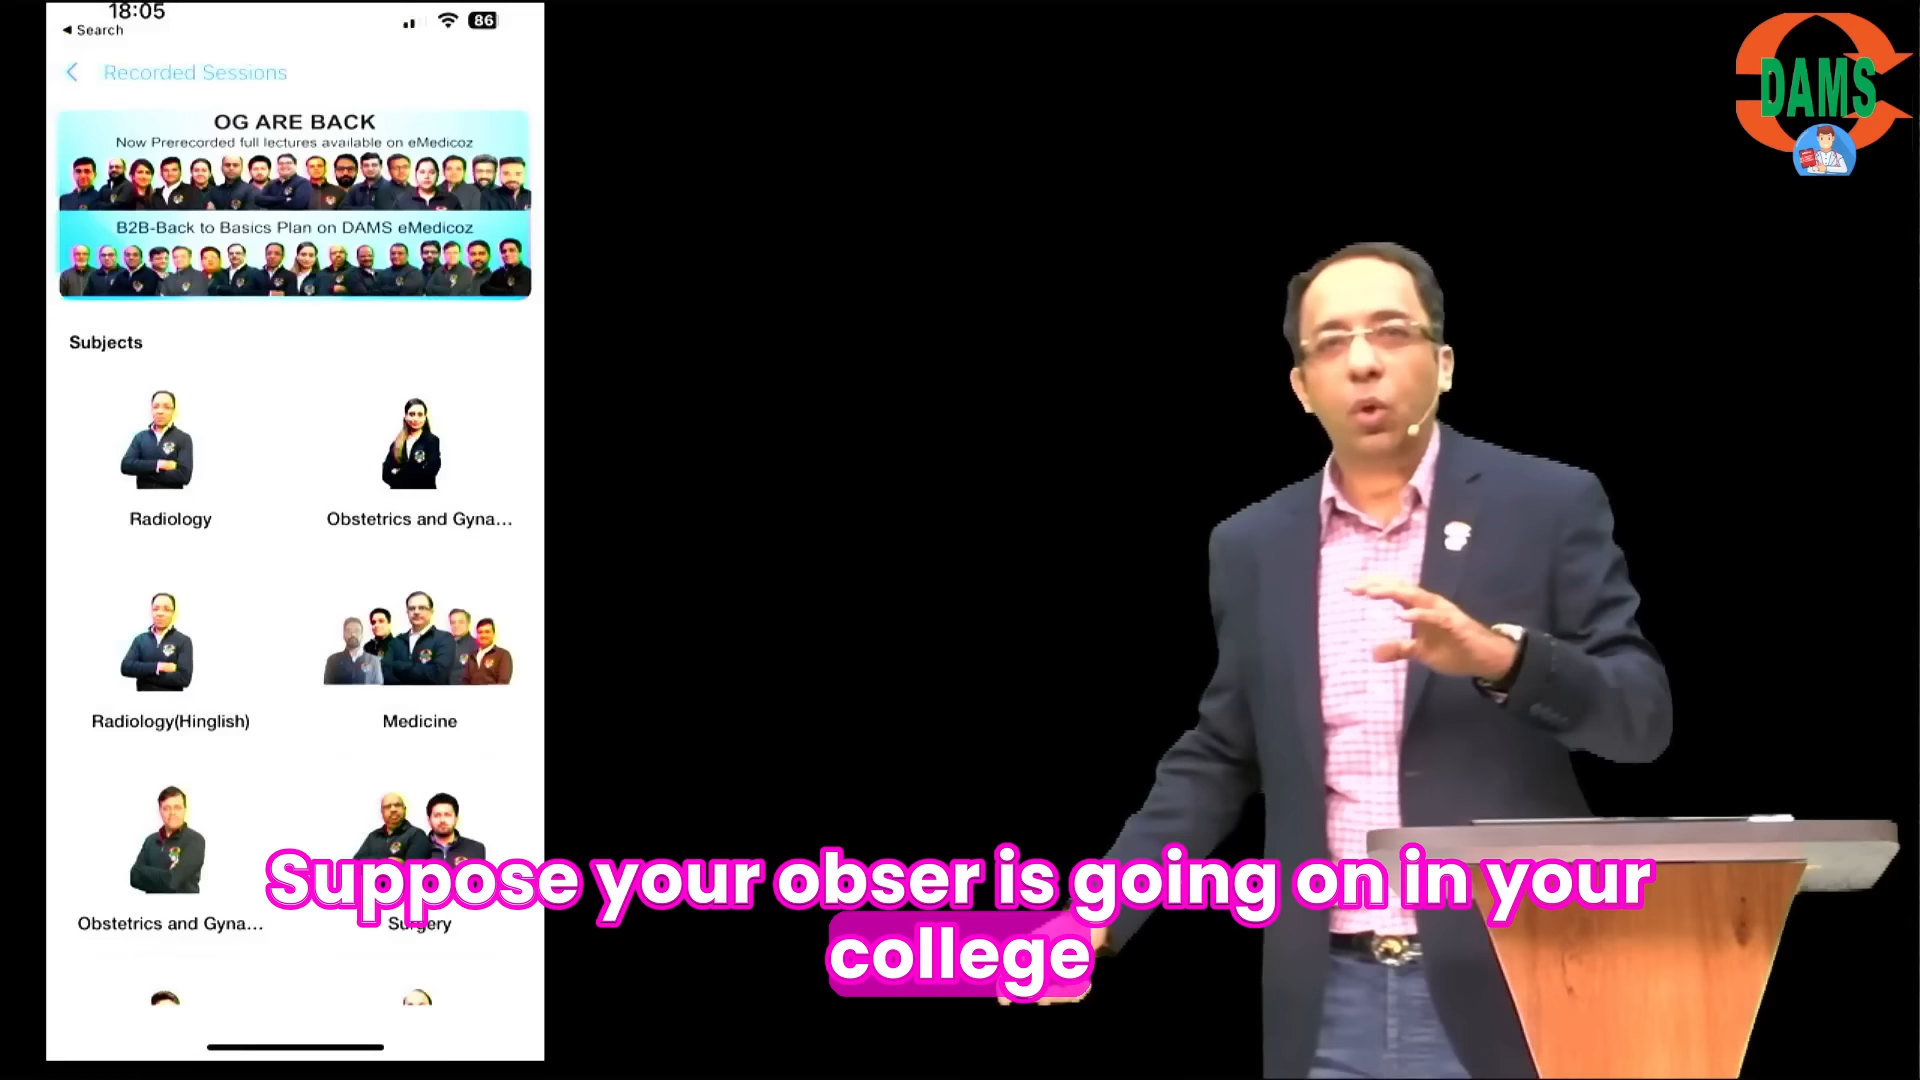 18:05
◀ Search
86
Recorded Sessions
OG ARE BACK
Now Prerecorded full lectures available on eMedicoz
B2B-Back to Basics Plan on DAMS eMedicoz
Subjects
Radiology
Obstetrics and Gyna...
Radiology(Hinglish)
Medicine
Obstetrics and Gyna...
Surgery
DAMS
Suppose your obser is going on in your
college